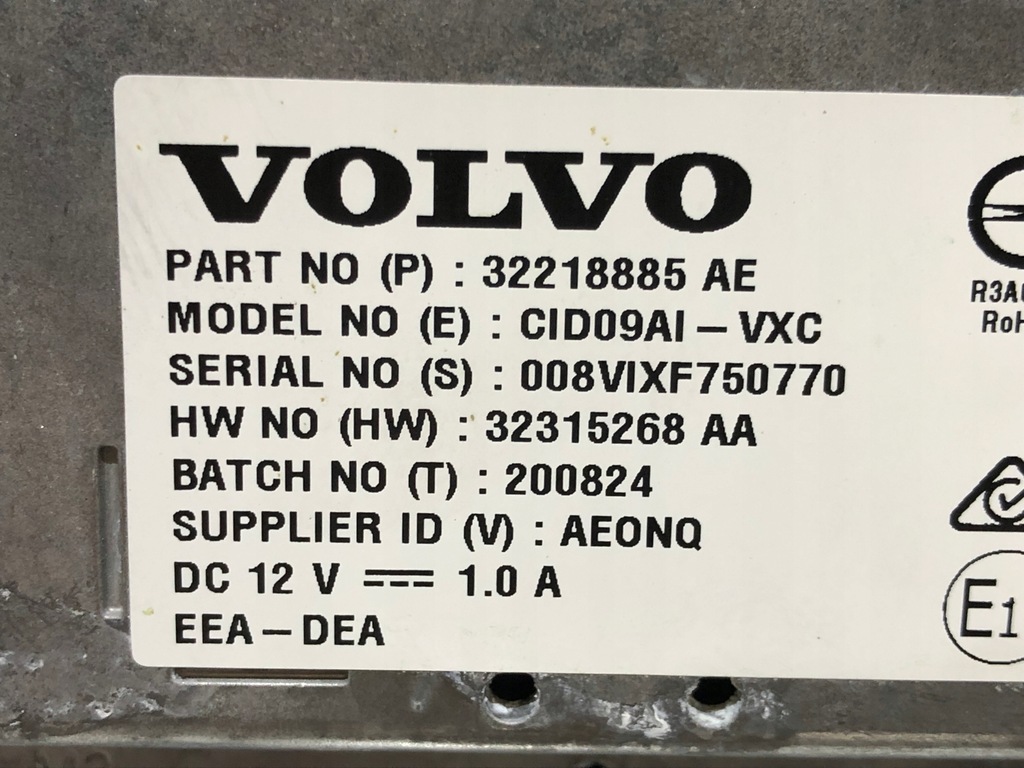 VOLVO
PART NO (P) : 32218885 AE
MODEL NO (E) : CID09AI – VXC
SERIAL NO (S) : 008VIXF750770
HW NO (HW) : 32315268 AA
BATCH NO (T) : 200824
SUPPLIER ID (V) : AEONQ
DC 12 V ⎓ 1.0 A
EEA – DEA
E1